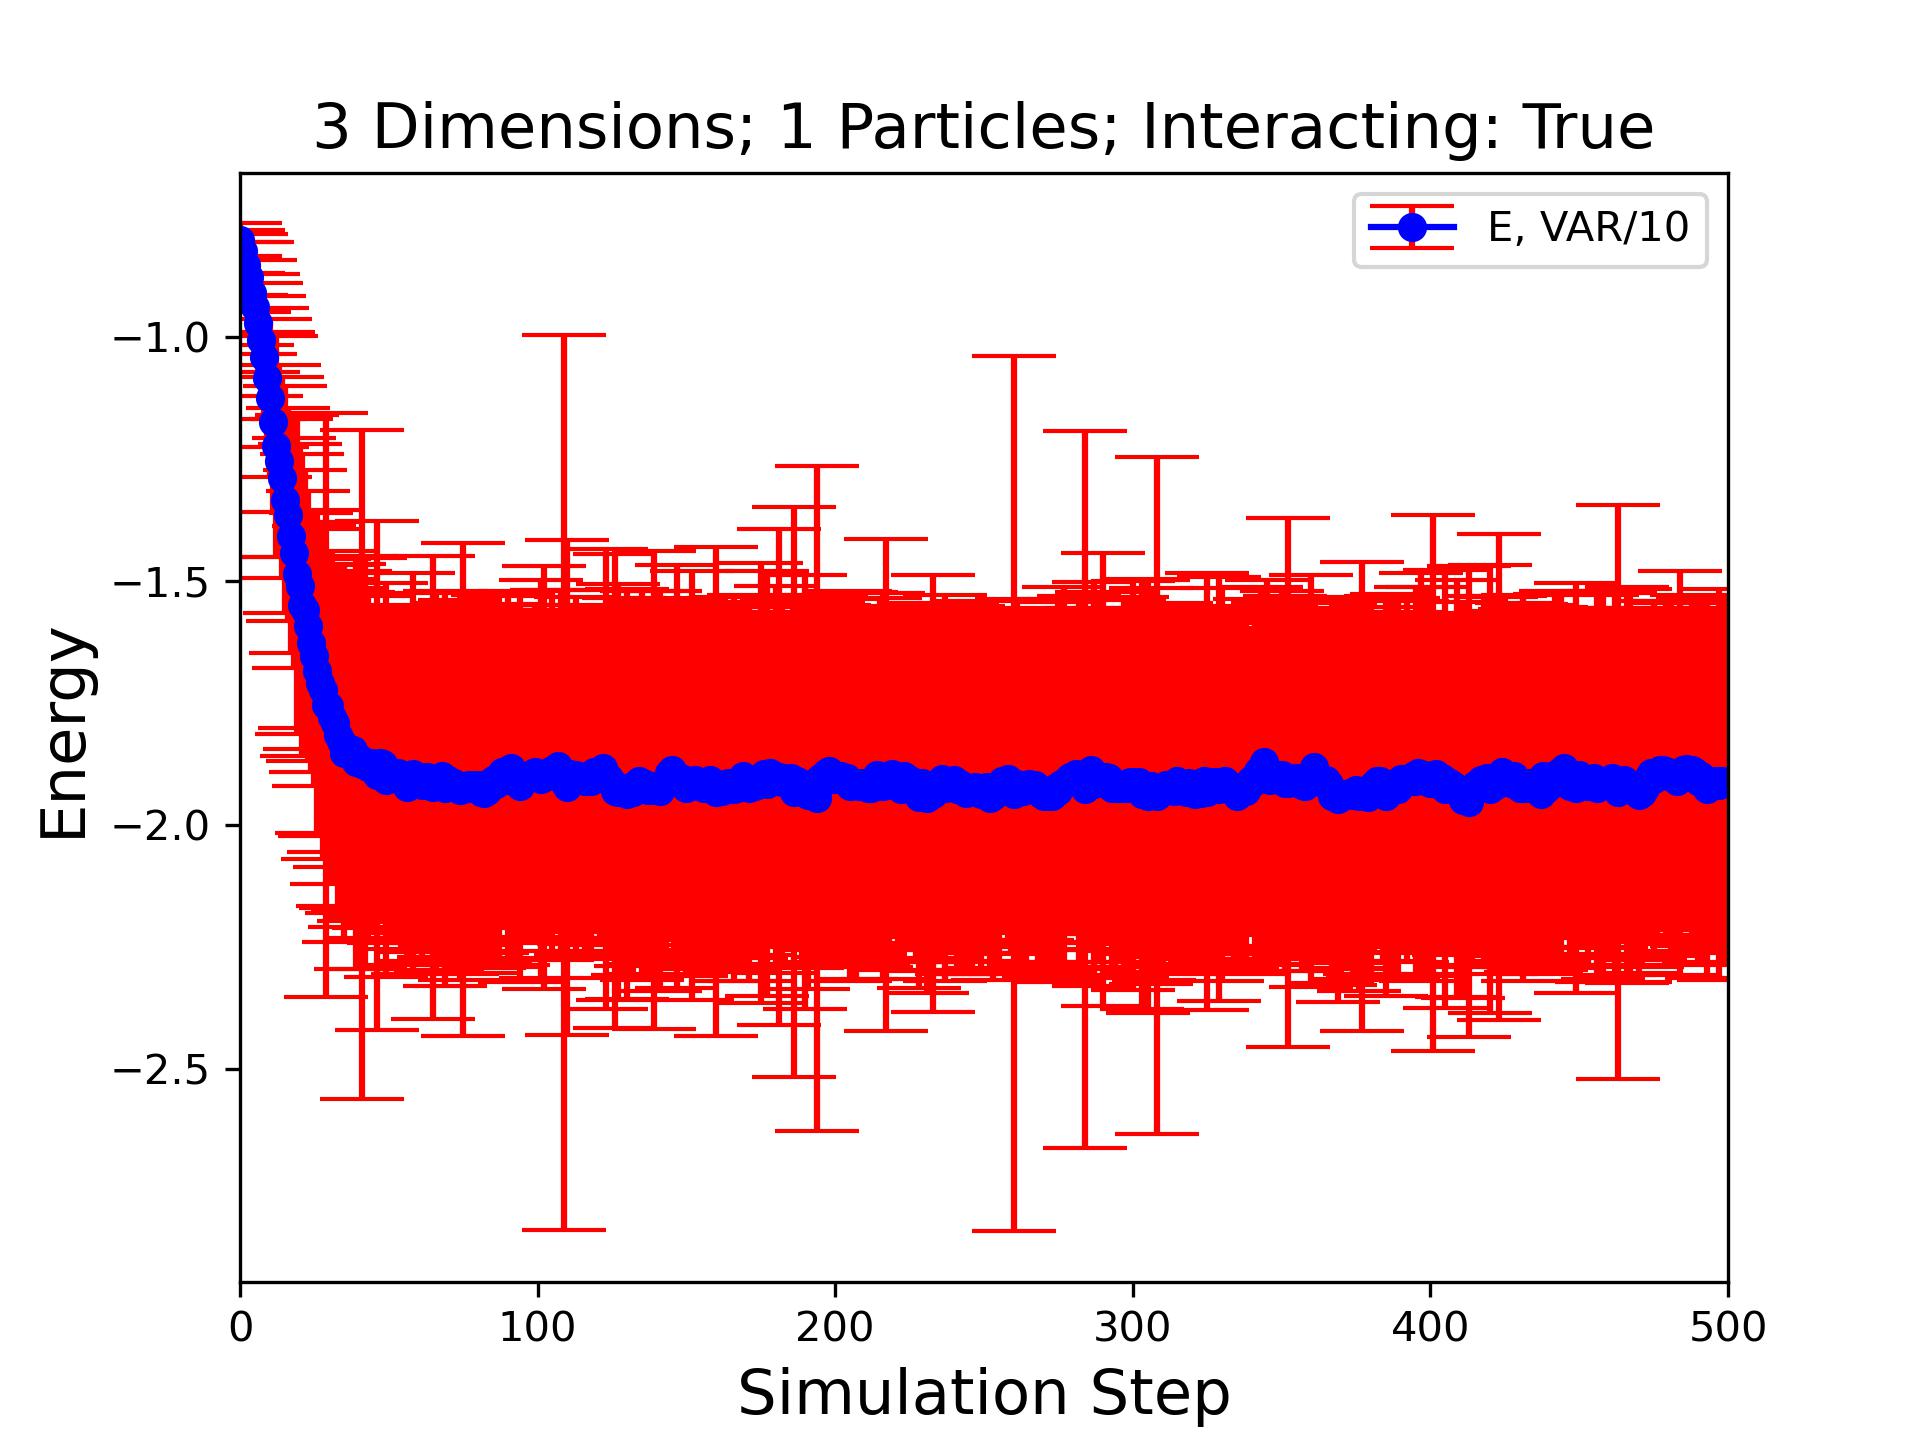 3 Dimensions; 1 Particles; Interacting: True
E, VAR/10
Energy
−1.0
−1.5
−2.0
−2.5
0 100 200 300 400 500
Simulation Step